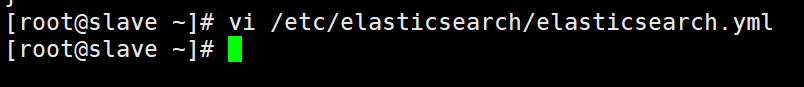 [root@slave ~]# vi /etc/elasticsearch/elasticsearch.yml
[root@slave ~]#